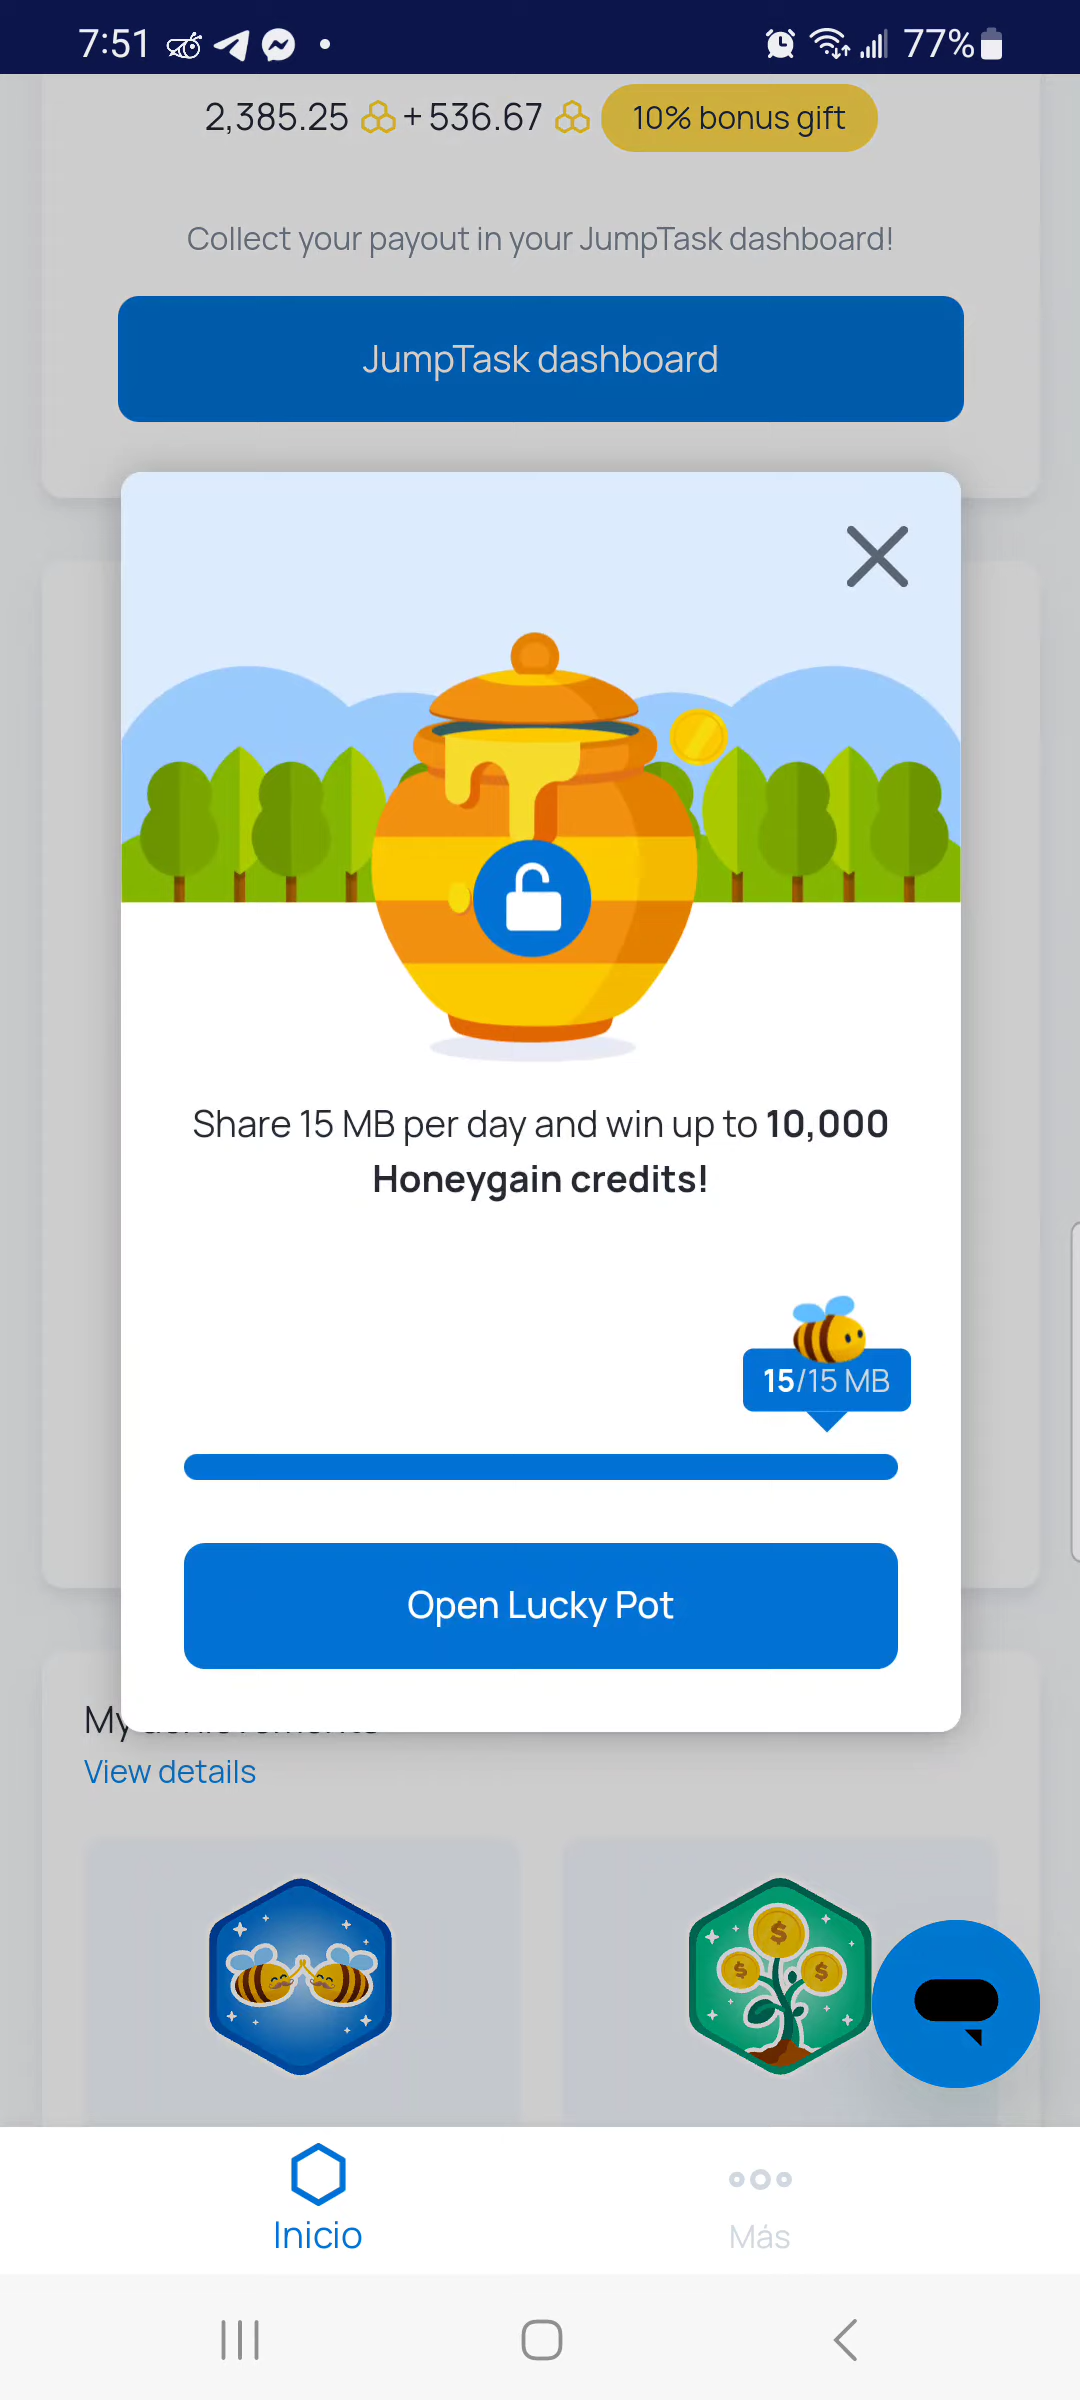 7:51
77%
2,385.25 + 536.67 10% bonus gift
Collect your payout in your JumpTask dashboard!
JumpTask dashboard
Share 15 MB per day and win up to 10,000
Honeygain credits!
15/15 MB
Open Lucky Pot
My achievements
View details
Inicio
Más